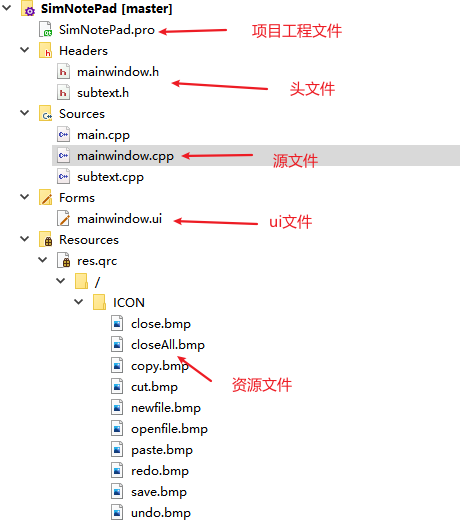 SimNotePad [master]
SimNotePad.pro
项目工程文件
Headers
mainwindow.h
头文件
subtext.h
Sources
main.cpp
mainwindow.cpp
源文件
subtext.cpp
Forms
mainwindow.ui
ui文件
Resources
res.qrc
/
ICON
close.bmp
closeAll.bmp
copy.bmp
资源文件
cut.bmp
newfile.bmp
openfile.bmp
paste.bmp
redo.bmp
save.bmp
undo.bmp